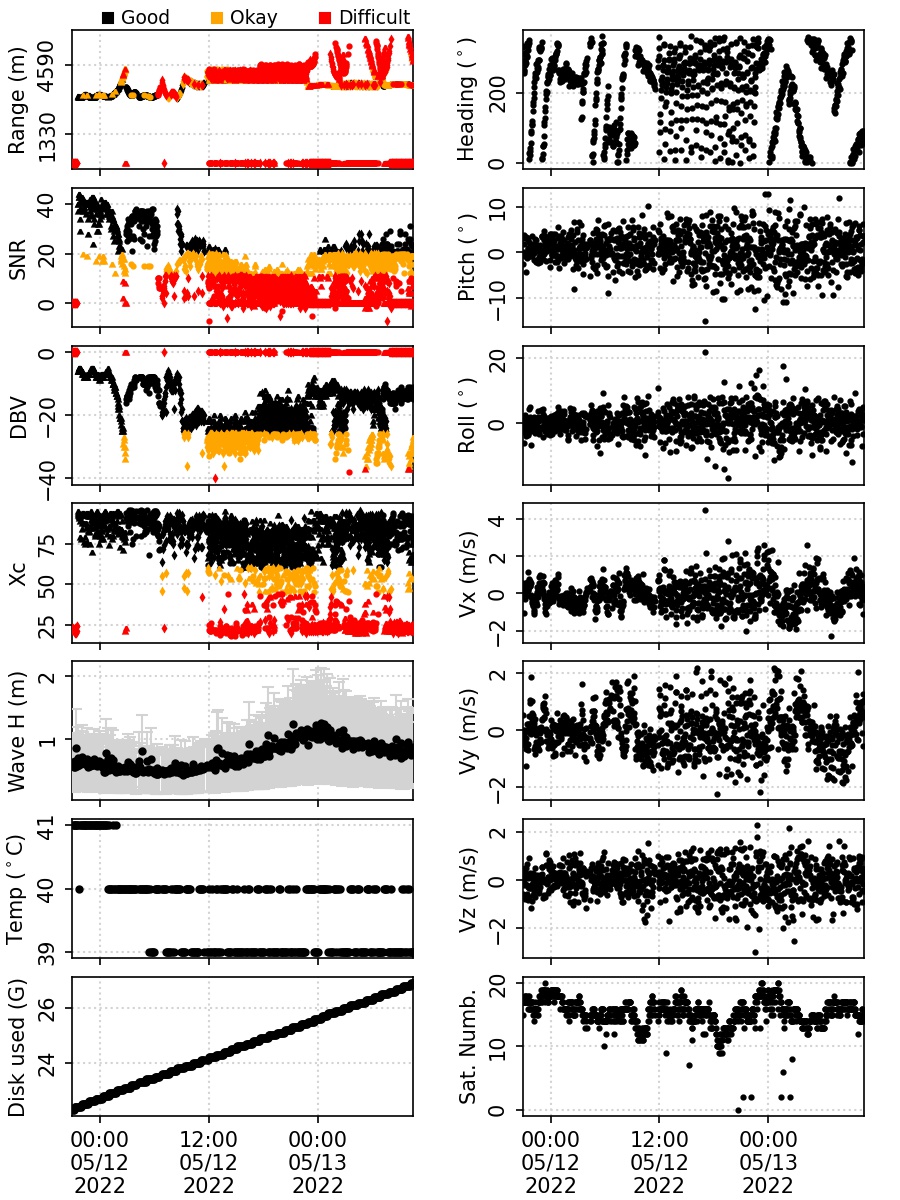 Good Okay Difficult
Range (m)
4590
1330
Heading (°)
200
0
SNR
40
20
0
Pitch (°)
10
0
−10
DBV
0
−20
−40
Roll (°)
20
0
Xc
75
50
25
Vx (m/s)
4
2
0
−2
Wave H (m)
2
1
Vy (m/s)
2
0
−2
Temp (°C)
41
40
39
Vz (m/s)
2
0
−2
Disk used (G)
26
24
Sat. Numb.
20
10
0
00:00 12:00 00:00
05/12 05/12 05/13
2022 2022 2022
00:00 12:00 00:00
05/12 05/12 05/13
2022 2022 2022